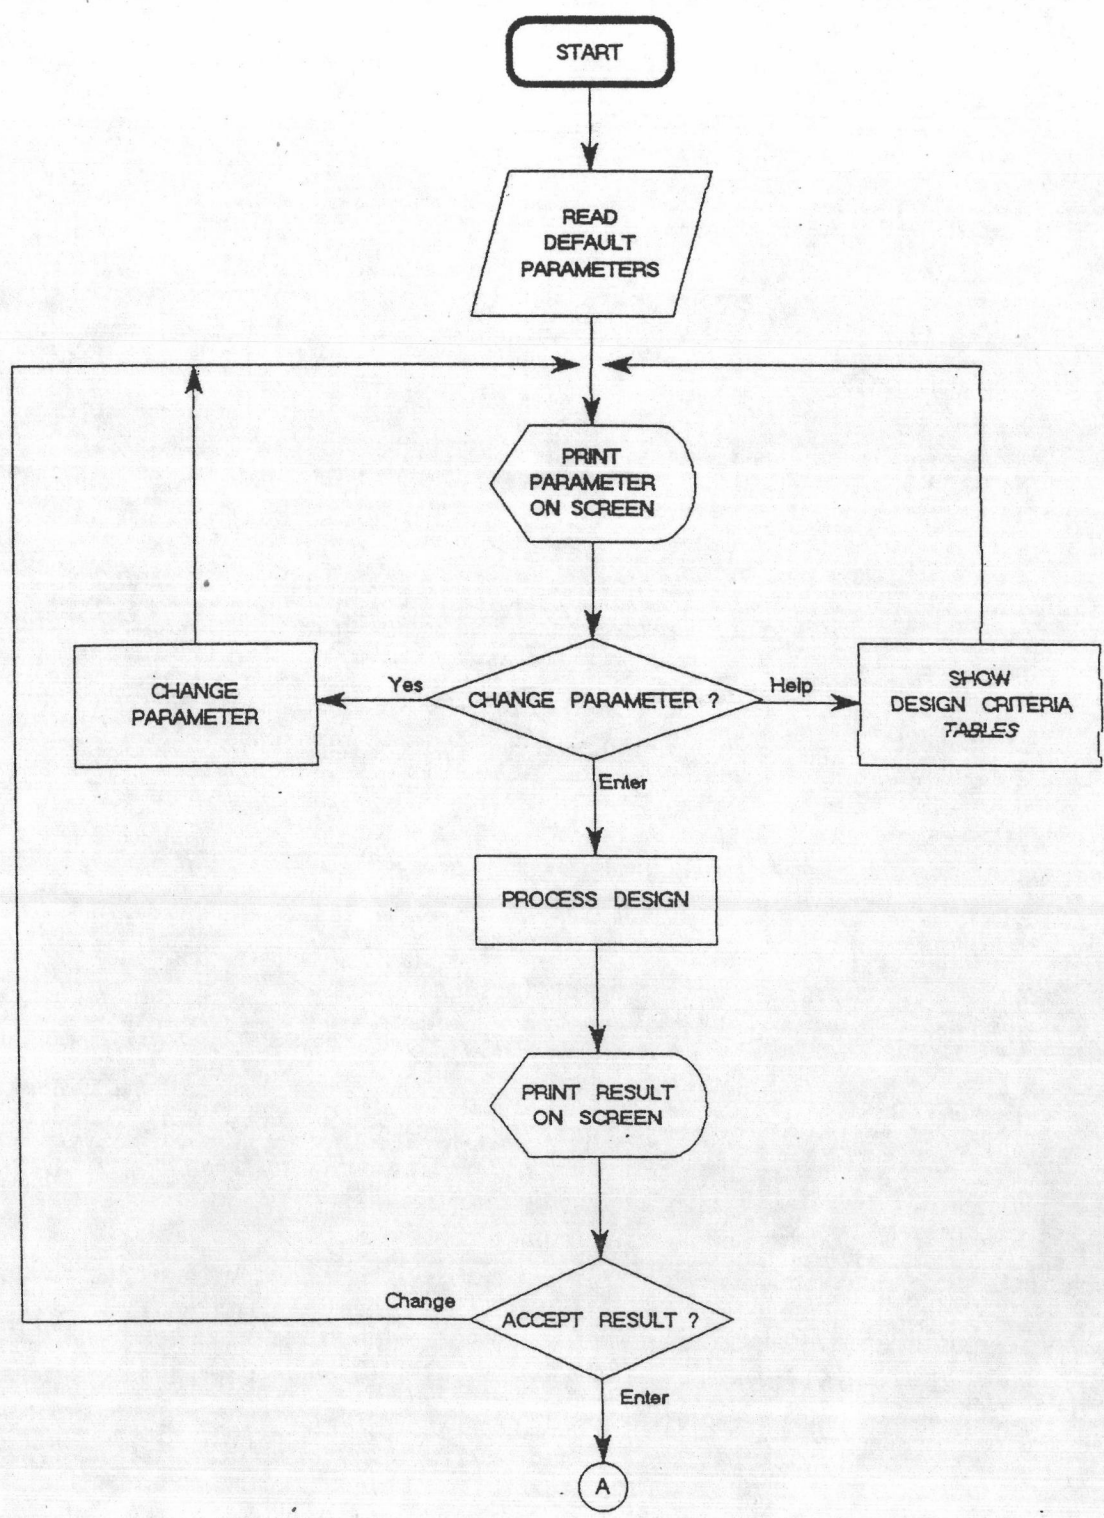 START
READ
DEFAULT
PARAMETERS
PRINT
PARAMETER
ON SCREEN
CHANGE
PARAMETER
Yes
CHANGE PARAMETER ?
Help
SHOW
DESIGN CRITERIA
TABLES
Enter
PROCESS DESIGN
PRINT RESULT
ON SCREEN
Change
ACCEPT RESULT ?
Enter
A